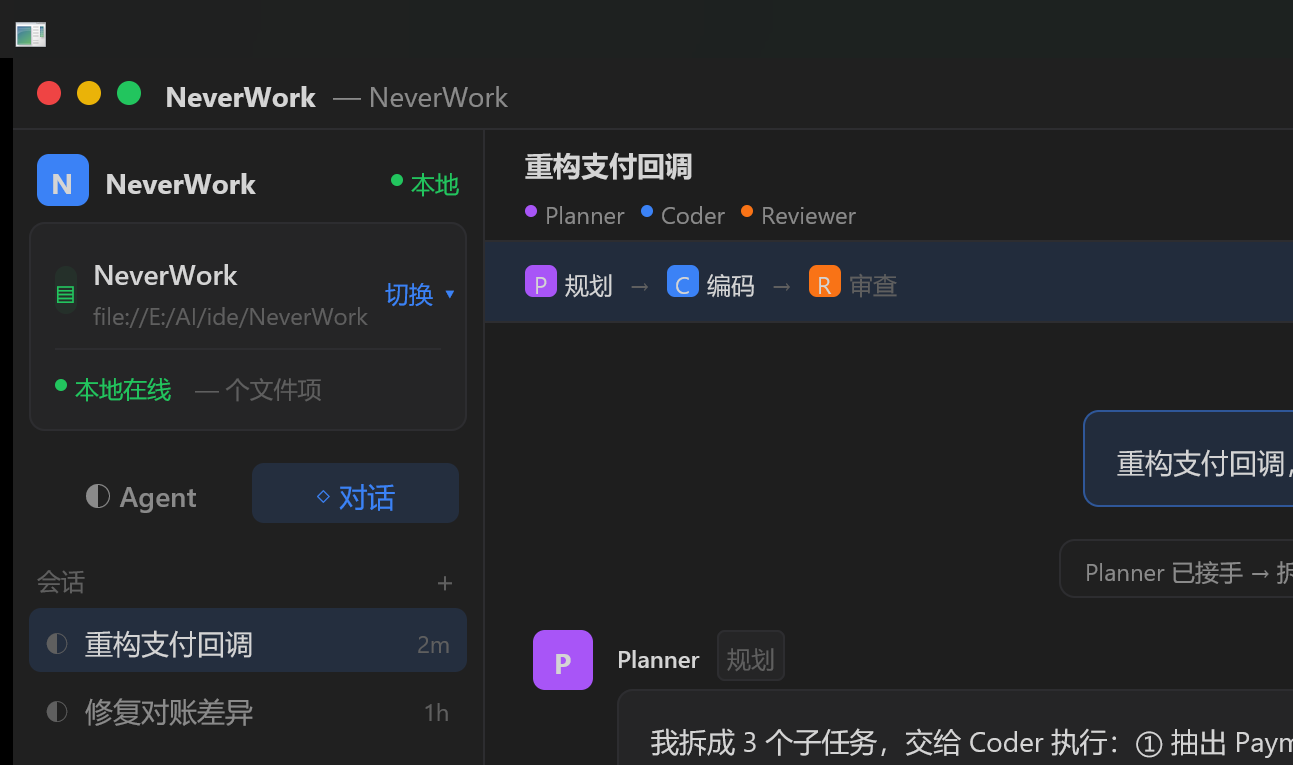 NeverWork — NeverWork
N NeverWork 本地
NeverWork
file://E:/AI/ide/NeverWork
切换
本地在线 — 个文件项
Agent 对话
会话 +
重构支付回调 2m
修复对账差异 1h
重构支付回调
Planner Coder Reviewer
P 规划 → C 编码 → R 审查
重构支付回调,
Planner 已接手 →
P Planner 规划
我拆成 3 个子任务，交给 Coder 执行：① 抽出 Paym